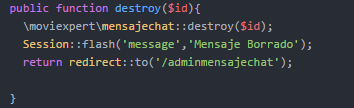 public function destroy($id){
\moviexpert\mensajechat::destroy($id);
Session::flash('message','Mensaje Borrado');
return redirect::to('/adminmensajechat');
}